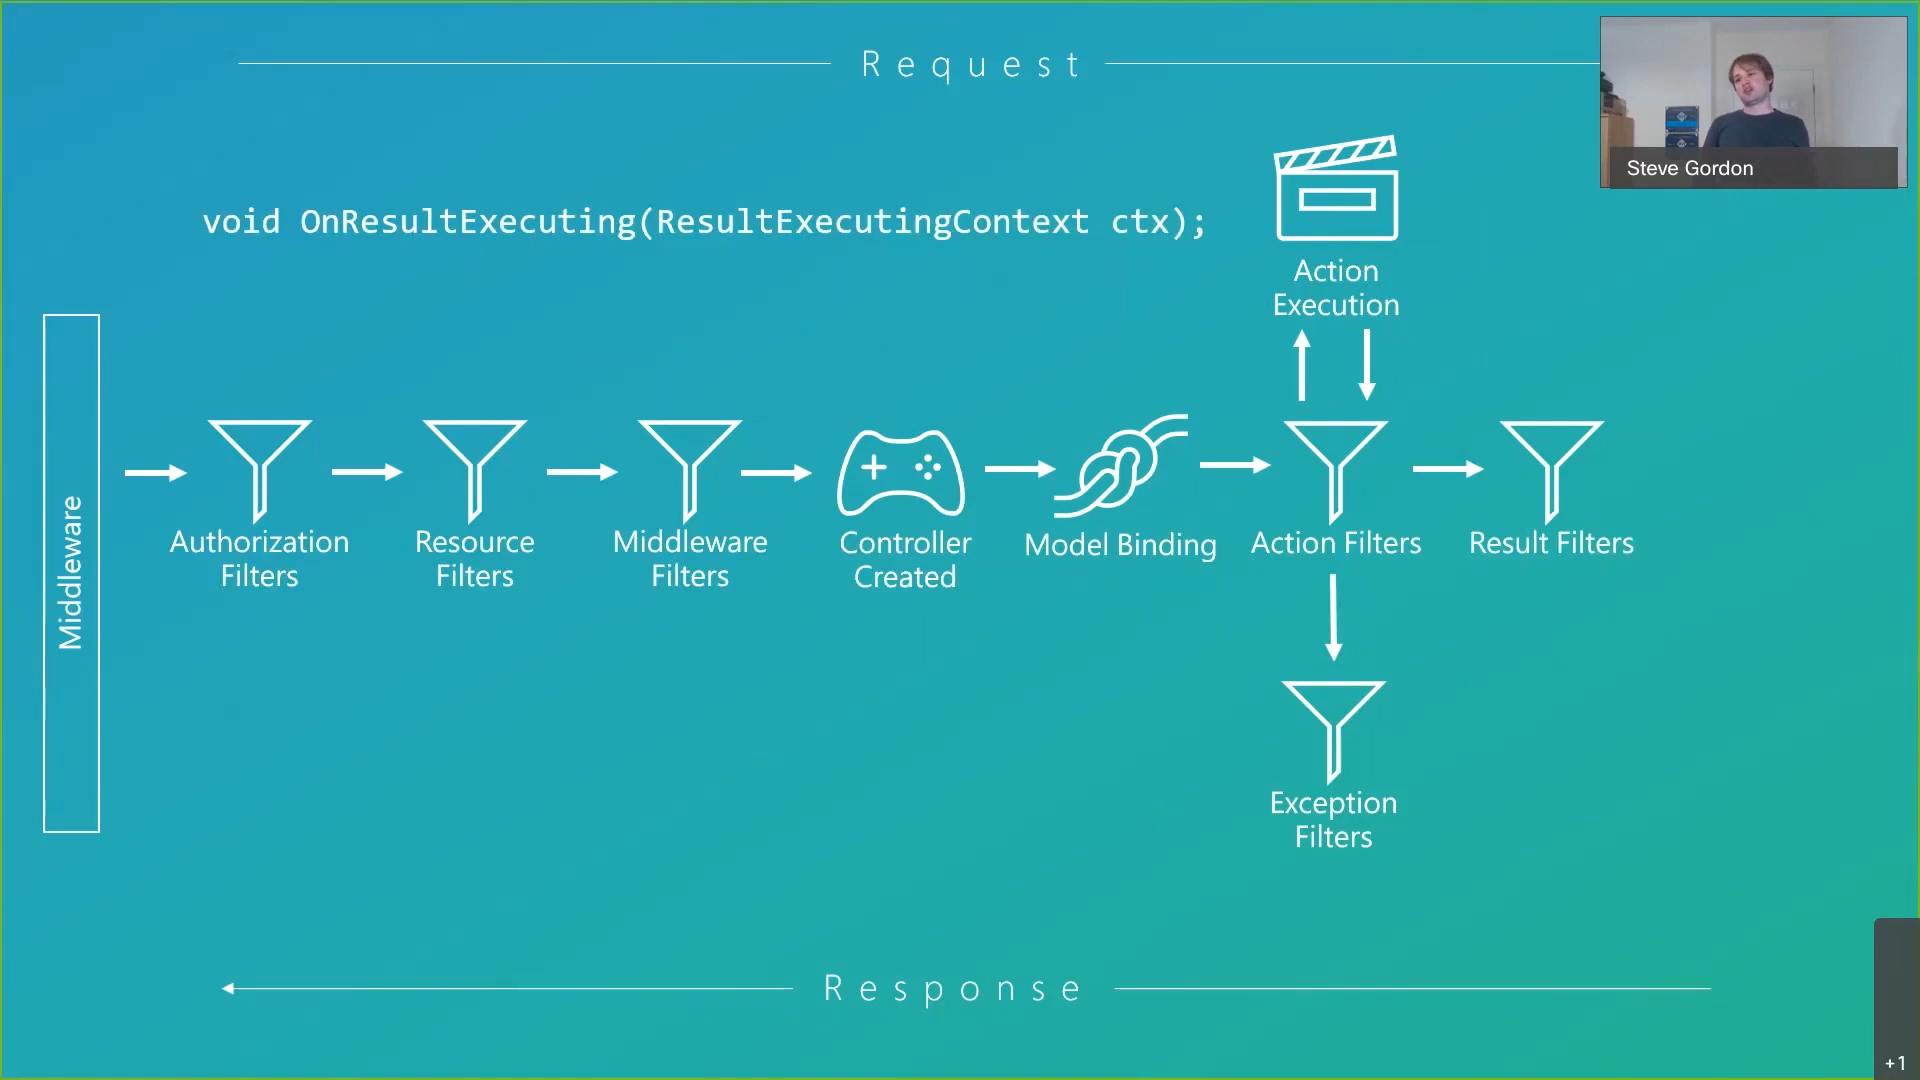 Request
Steve Gordon
void OnResultExecuting(ResultExecutingContext ctx);
Action
Execution
Middleware
Authorization
Filters
Resource
Filters
Middleware
Filters
Controller
Created
Model Binding
Action Filters
Result Filters
Exception
Filters
Response
+1